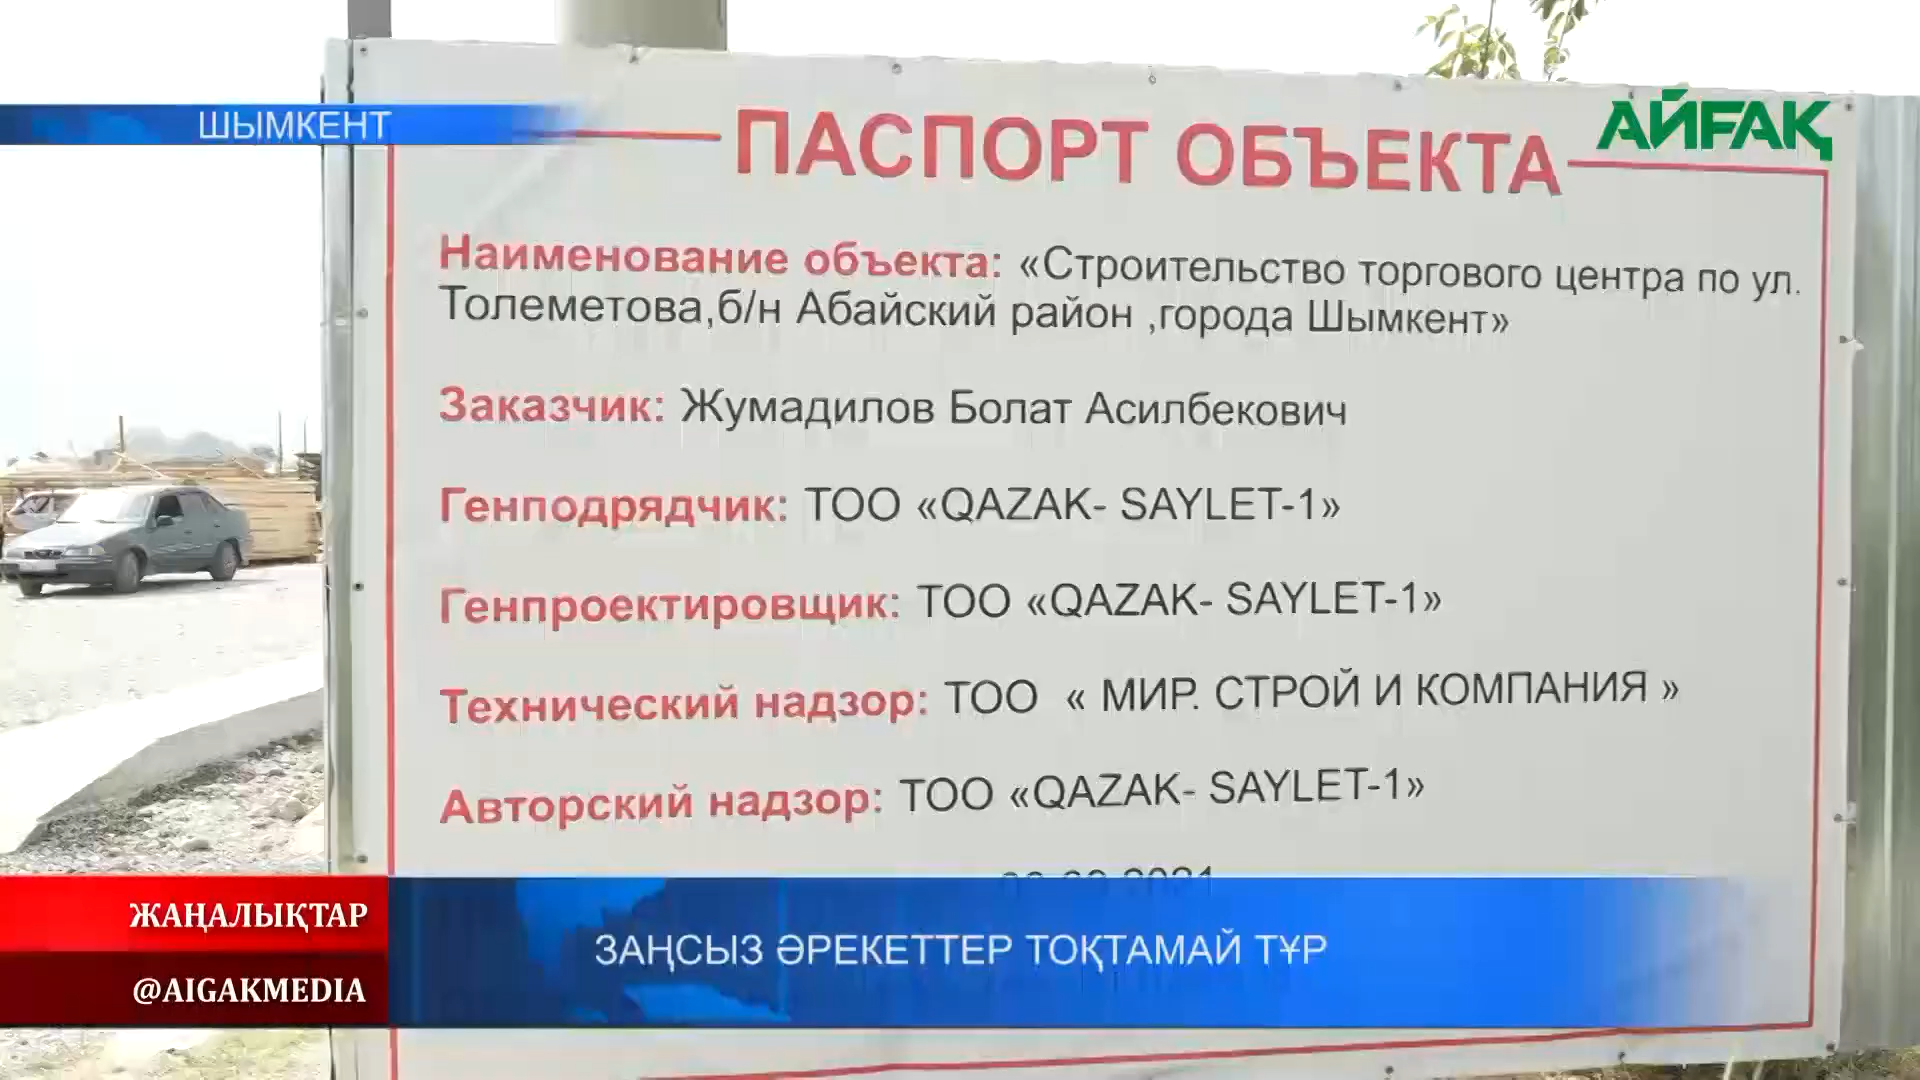 ШЫМКЕНТ
АЙҒАҚ
ПАСПОРТ ОБЪЕКТА
Наименование объекта: «Строительство торгового центра по ул.
Толеметова,б/н Абайский район ,города Шымкент»
Заказчик: Жумадилов Болат Асилбекович
Генподрядчик: ТОО «QAZAK- SAYLET-1»
Генпроектировщик: ТОО «QAZAK- SAYLET-1»
Технический надзор: ТОО « МИР. СТРОЙ И КОМПАНИЯ »
Авторский надзор: ТОО «QAZAK- SAYLET-1»
ЖАҢАЛЫҚТАР
@AIGAKMEDIA
ЗАҢСЫЗ ӘРЕКЕТТЕР ТОҚТАМАЙ ТҰР